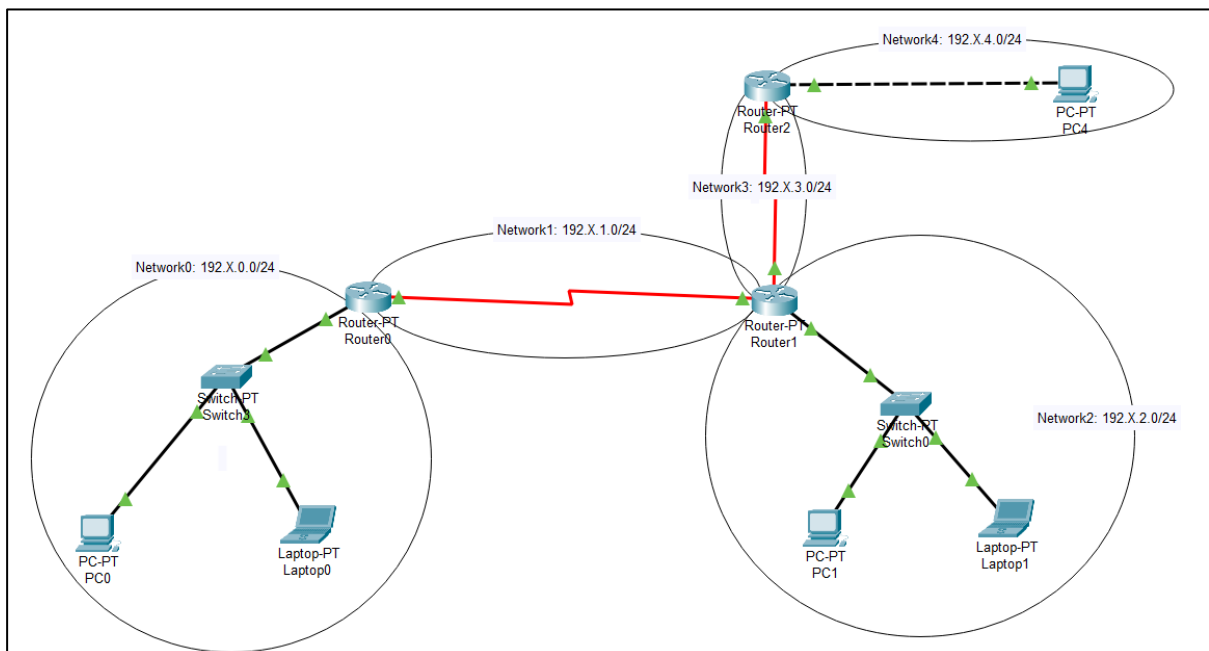 Network4: 192.X.4.0/24
Router-PT
Router2
PC-PT
PC4
Network3: 192.X.3.0/24
Network1: 192.X.1.0/24
Network0: 192.X.0.0/24
Router-PT
Router0
Router-PT
Router1
Switch-PT
Switch3
Switch-PT
Switch0
Network2: 192.X.2.0/24
PC-PT
PC0
Laptop-PT
Laptop0
PC-PT
PC1
Laptop-PT
Laptop1